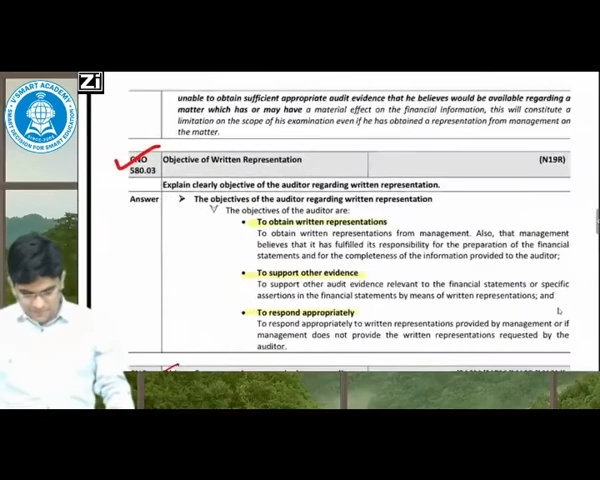 V'SMART ACADEMY
SMART DECISION FOR SMART EDUCATION
Zi
unable to obtain sufficient appropriate audit evidence that he believes would be available regarding a
matter which has or may have a material effect on the financial information, this will constitute a
limitation on the scope of his examination even if he has obtained a representation from management on
the matter.
QNO Objective of Written Representation (N19R)
580.03
Explain clearly objective of the auditor regarding written representation.
Answer ➤ The objectives of the auditor regarding written representation
The objectives of the auditor are:
• To obtain written representations
To obtain written representations from management. Also, that management
believes that it has fulfilled its responsibility for the preparation of the financial
statements and for the completeness of the information provided to the auditor;
• To support other evidence
To support other audit evidence relevant to the financial statements or specific
assertions in the financial statements by means of written representations; and
• To respond appropriately
To respond appropriately to written representations provided by management or if
management does not provide the written representations requested by the
auditor.